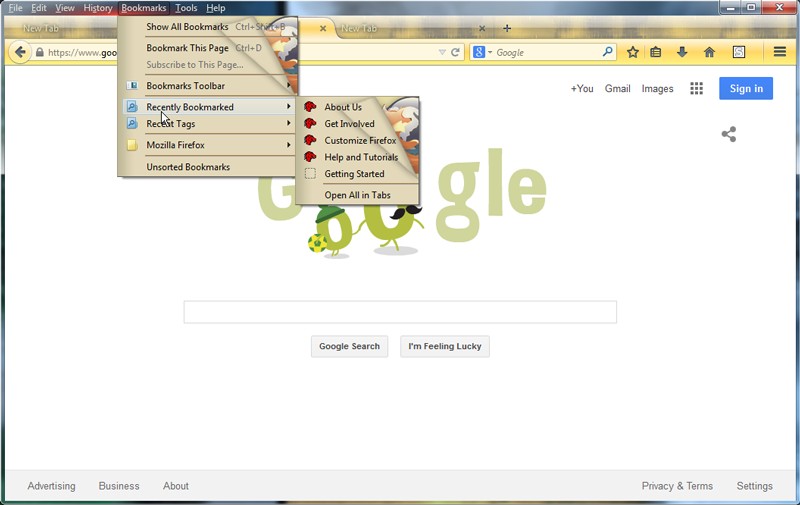 File Edit View History Bookmarks Tools Help
New Tab
New Tab
https://www.goo
Google
Show All Bookmarks Ctrl+Shift+B
Bookmark This Page Ctrl+D
Subscribe to This Page...
Bookmarks Toolbar
Recently Bookmarked
Recent Tags
Mozilla Firefox
Unsorted Bookmarks
About Us
Get Involved
Customize Firefox
Help and Tutorials
Getting Started
Open All in Tabs
+You Gmail Images Sign in
Google
Google Search I'm Feeling Lucky
Advertising Business About Privacy & Terms Settings